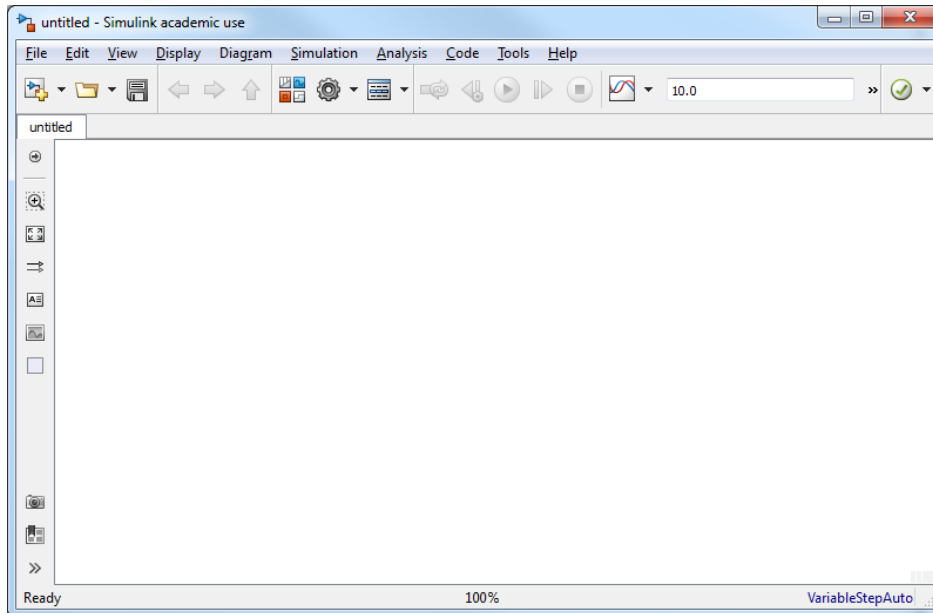 untitled - Simulink academic use
File Edit View Display Diagram Simulation Analysis Code Tools Help
10.0 »
untitled
A
»
Ready 100% VariableStepAuto